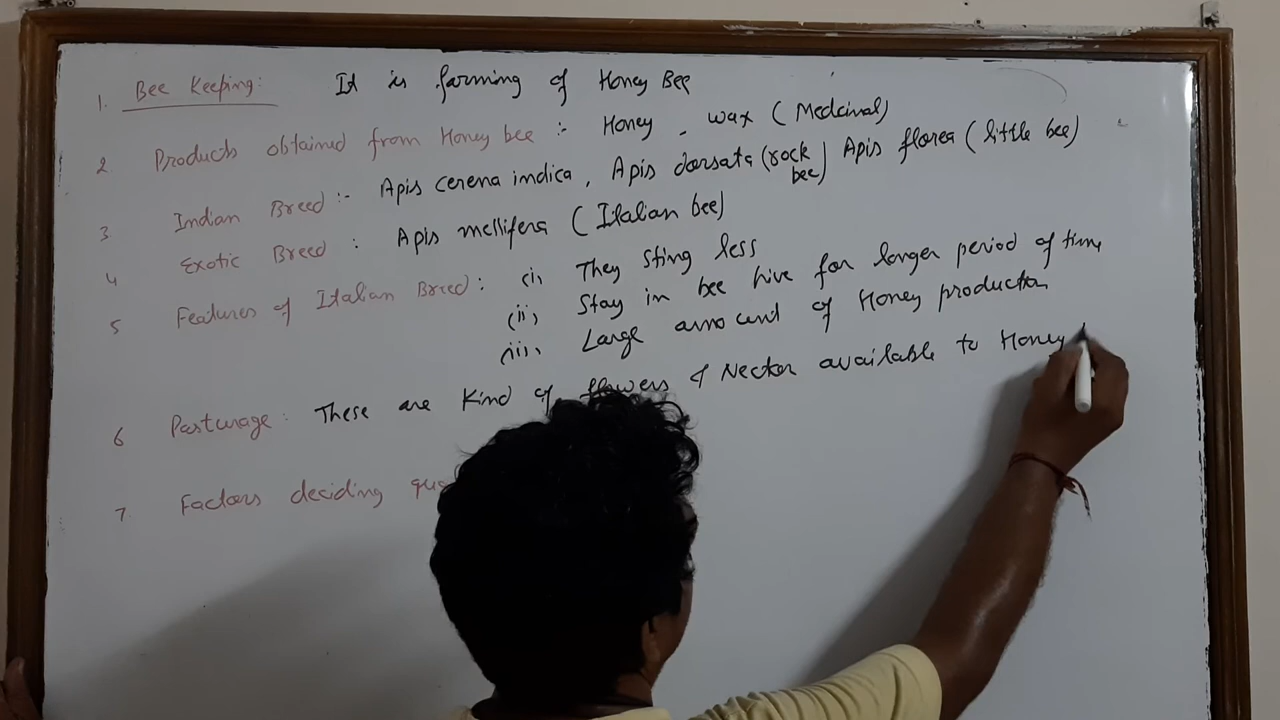 1. Bee Keeping: It is farming of Honey Bee
2 Products obtained from Honey bee :- Honey , wax ( Medcinal)
3 Indian Breed :- Apis cerena indica , Apis dorsata (rock bee) Apis florea ( little bee)
4 Exotic Breed : Apis mellifera ( Italian bee)
5 Features of Italian Breed : (i) They sting less
(ii) Stay in bee hive for longer period of time
(iii) Large amocunt of Honey production
6 Pasturage : These are Kind of flowers & Nector available to Honey
7 Factors deciding